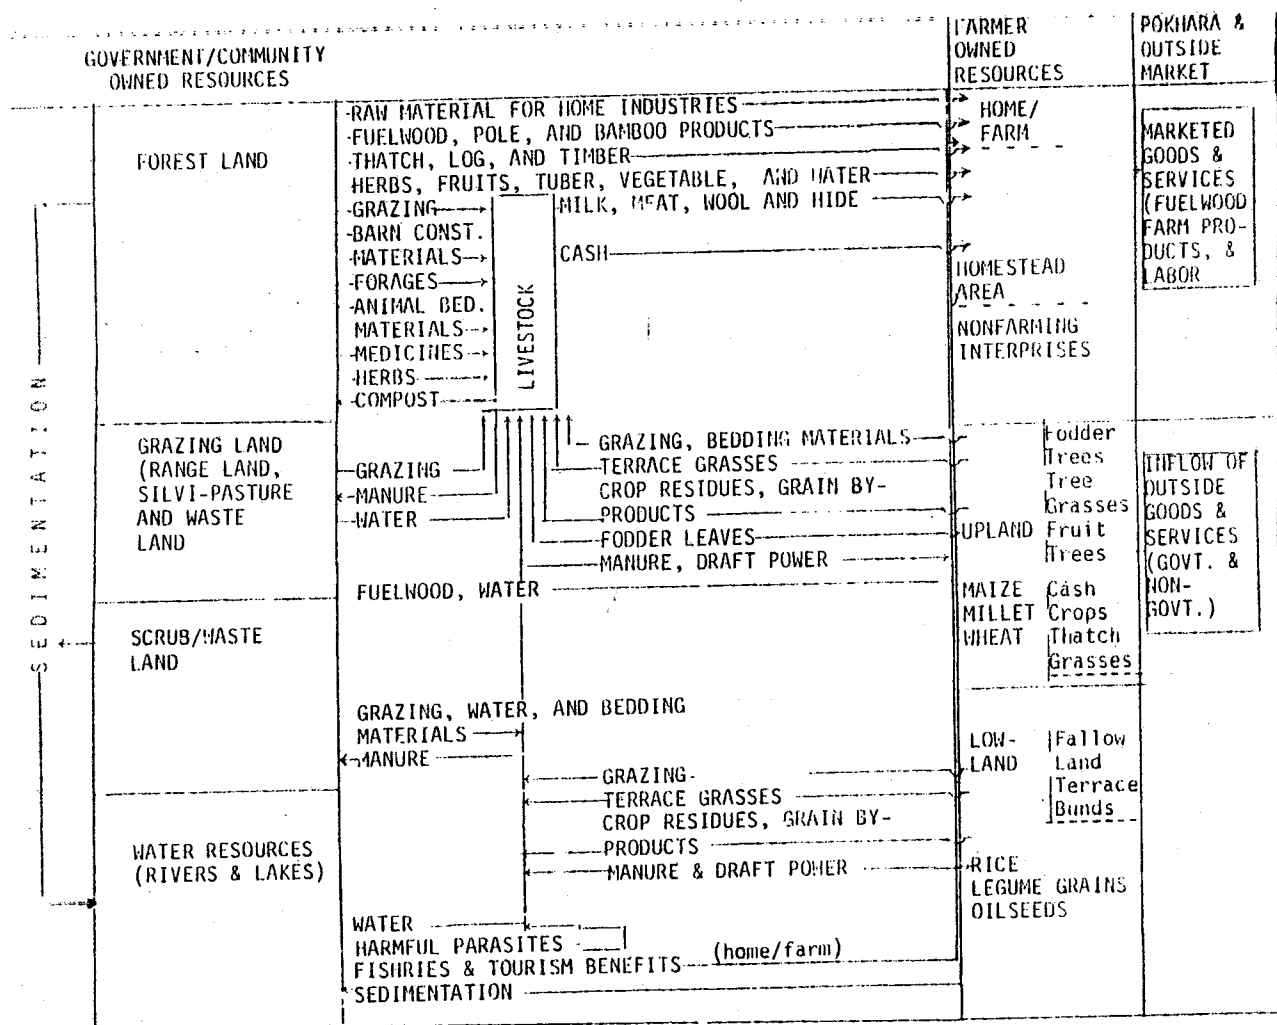 GOVERNMENT/COMMUNITY
OWNED RESOURCES
FARMER
OWNED
RESOURCES
POKHARA &
OUTSIDE
MARKET
FOREST LAND
RAW MATERIAL FOR HOME INDUSTRIES
FUELWOOD, POLE, AND BAMBOO PRODUCTS
THATCH, LOG, AND TIMBER
HERBS, FRUITS, TUBER, VEGETABLE, AND WATER
GRAZING
BARN CONST.
MATERIALS
FORAGES
ANIMAL BED.
MATERIALS
MEDICINES
HERBS
COMPOST
LIVESTOCK
MILK, MEAT, WOOL AND HIDE
CASH
HOME/
FARM
HOMESTEAD
AREA
NONFARMING
INTERPRISES
MARKETED
GOODS &
SERVICES
(FUELWOOD
FARM PRO-
DUCTS, &
LABOR
SEDIMENTATION
GRAZING LAND
(RANGE LAND,
SILVI-PASTURE
AND WASTE
LAND
GRAZING
MANURE
WATER
GRAZING, BEDDING MATERIALS
TERRACE GRASSES
CROP RESIDUES, GRAIN BY-
PRODUCTS
FODDER LEAVES
MANURE, DRAFT POWER
FUELWOOD, WATER
UPLAND
MAIZE
MILLET
WHEAT
Fodder
Trees
Tree
Grasses
Fruit
Trees
Cash
Crops
Thatch
Grasses
INFLOW OF
OUTSIDE
GOODS &
SERVICES
(GOVT. &
NON-
GOVT.)
SCRUB/WASTE
LAND
GRAZING, WATER, AND BEDDING
MATERIALS
MANURE
GRAZING
TERRACE GRASSES
CROP RESIDUES, GRAIN BY-
PRODUCTS
MANURE & DRAFT POWER
LOW-
LAND
Fallow
Land
Terrace
Bunds
RICE
LEGUME GRAINS
OILSEEDS
WATER RESOURCES
(RIVERS & LAKES)
WATER
HARMFUL PARASITES
(home/farm)
FISHRIES & TOURISM BENEFITS
SEDIMENTATION